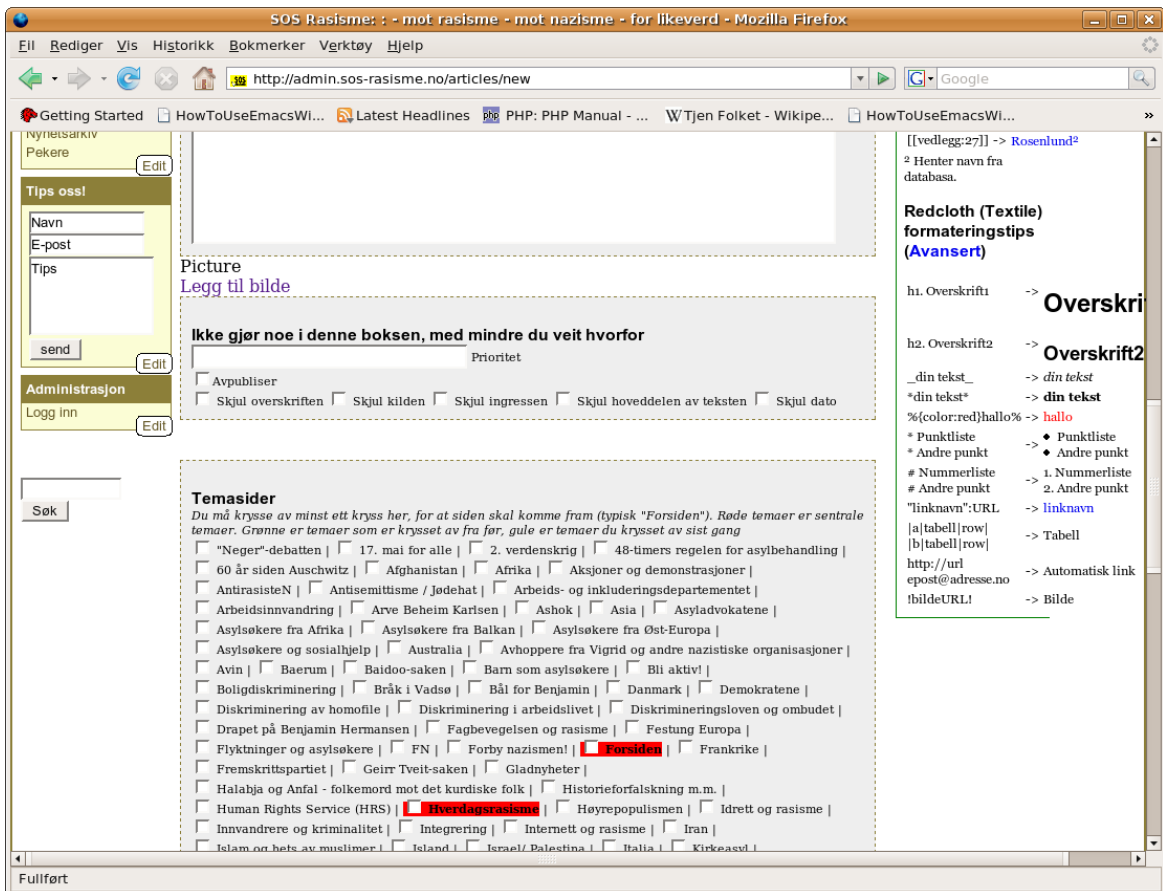 SOS Rasisme: : - mot rasisme - mot nazisme - for likeverd - Mozilla Firefox
Fil Rediger Vis Historikk Bokmerker Verktøy Hjelp
http://admin.sos-rasisme.no/articles/new
G Google
Getting Started HowToUseEmacsWi... Latest Headlines PHP: PHP Manual - ... W Tjen Folket - Wikipe... HowToUseEmacsWi... »
Nyhetsarkiv
Pekere
Edit
Tips oss!
Navn
E-post
Tips
send
Edit
Administrasjon
Logg inn
Edit
Søk
Picture
Legg til bilde
Ikke gjør noe i denne boksen, med mindre du veit hvorfor
Prioritet
Avpubliser
Skjul overskriften Skjul kilden Skjul ingressen Skjul hoveddelen av teksten Skjul dato
Temasider
Du må krysse av minst ett kryss her, for at siden skal komme fram (typisk "Forsiden"). Røde temaer er sentrale
temaer. Grønne er temaer som er krysset av fra før, gule er temaer du krysset av sist gang
"Neger"-debatten | 17. mai for alle | 2. verdenskrig | 48-timers regelen for asylbehandling |
60 år siden Auschwitz | Afghanistan | Afrika | Aksjoner og demonstrasjoner |
AntirasisteN | Antisemittisme / Jødehat | Arbeids- og inkluderingsdepartementet |
Arbeidsinnvandring | Arve Beheim Karlsen | Ashok | Asia | Asyladvokatene |
Asylsøkere fra Afrika | Asylsøkere fra Balkan | Asylsøkere fra Øst-Europa |
Asylsøkere og sosialhjelp | Australia | Avhoppere fra Vigrid og andre nazistiske organisasjoner |
Avin | Baerum | Baidoo-saken | Barn som asylsøkere | Bli aktiv! |
Boligdiskriminering | Bråk i Vadsø | Bål for Benjamin | Danmark | Demokratene |
Diskriminering av homofile | Diskriminering i arbeidslivet | Diskrimineringsloven og ombudet |
Drapet på Benjamin Hermansen | Fagbevegelsen og rasisme | Festung Europa |
Flyktninger og asylsøkere | FN | Forby nazismen! | Forsiden | Frankrike |
Fremskrittspartiet | Geirr Tveit-saken | Gladnyheter |
Halabja og Anfal - folkemord mot det kurdiske folk | Historieforfalskning m.m. |
Human Rights Service (HRS) | Hverdagsrasisme | Høyrepopulismen | Idrett og rasisme |
Innvandrere og kriminalitet | Integrering | Internett og rasisme | Iran |
Islam og hets av muslimer | Island | Israel/ Palestina | Italia | Kirkeasyl |
[[vedlegg:27]] -> Rosenlund²
² Henter navn fra
databasa.
Redcloth (Textile)
formateringstips
(Avansert)
h1. Overskrift1 -> Overskri
h2. Overskrift2 -> Overskrift2
_din tekst_ -> din tekst
*din tekst* -> din tekst
%{color:red}hallo% -> hallo
* Punktliste
* Andre punkt -> ◆ Punktliste
◆ Andre punkt
# Nummerliste
# Andre punkt -> 1. Nummerliste
2. Andre punkt
"linknavn":URL -> linknavn
|a|tabell|row|
|b|tabell|row| -> Tabell
http://url
epost@adresse.no -> Automatisk link
!bildeURL! -> Bilde
Fullført